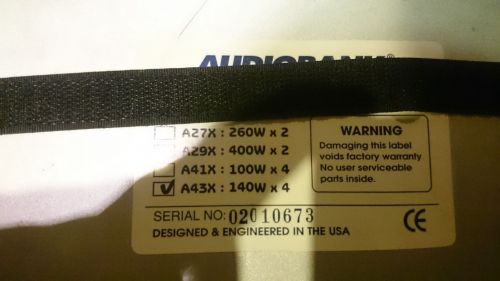 AUDIOBAHN®
A27X : 260W x 2
A29X : 400W x 2
A41X : 100W x 4
A43X : 140W x 4
WARNING
Damaging this label
voids factory warranty
No user serviceable
parts inside.
SERIAL NO: 02010673
DESIGNED & ENGINEERED IN THE USA
CE